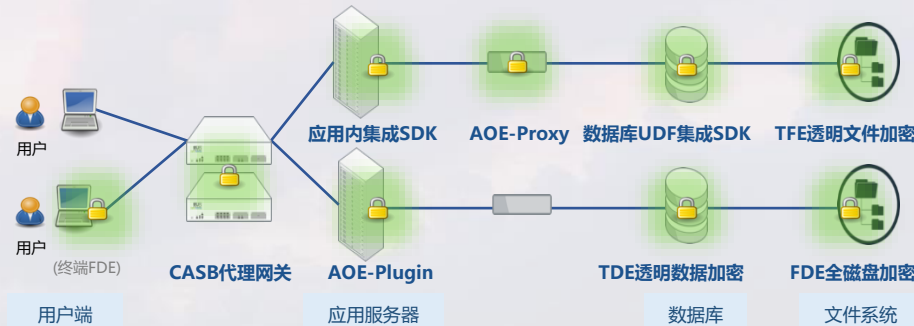 用户
应用内集成SDK
AOE-Proxy
数据库UDF集成SDK
TFE透明文件加密
用户
(终端FDE)
CASB代理网关
AOE-Plugin
TDE透明数据加密
FDE全磁盘加密
用户端
应用服务器
数据库
文件系统